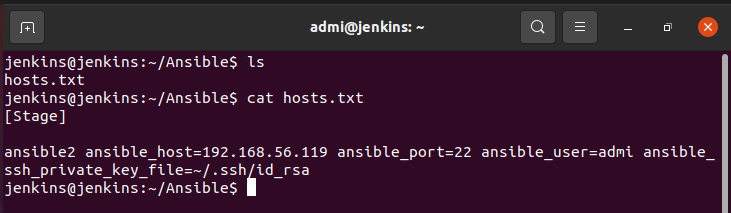 admi@jenkins: ~
jenkins@jenkins:~/Ansible$ ls
hosts.txt
jenkins@jenkins:~/Ansible$ cat hosts.txt
[Stage]
ansible2 ansible_host=192.168.56.119 ansible_port=22 ansible_user=admi ansible_
ssh_private_key_file=~/.ssh/id_rsa
jenkins@jenkins:~/Ansible$